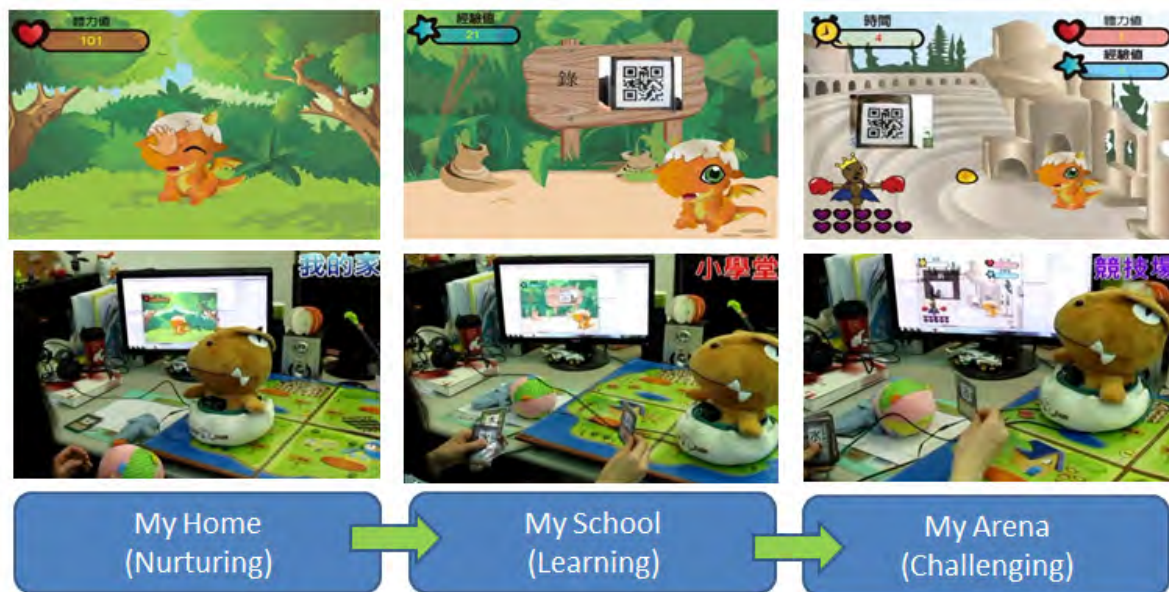 體力值
101
經驗值
21
錄
時間
4
體力值
1
經驗值
我的家
小學堂
競技場
My Home
(Nurturing)
My School
(Learning)
My Arena
(Challenging)